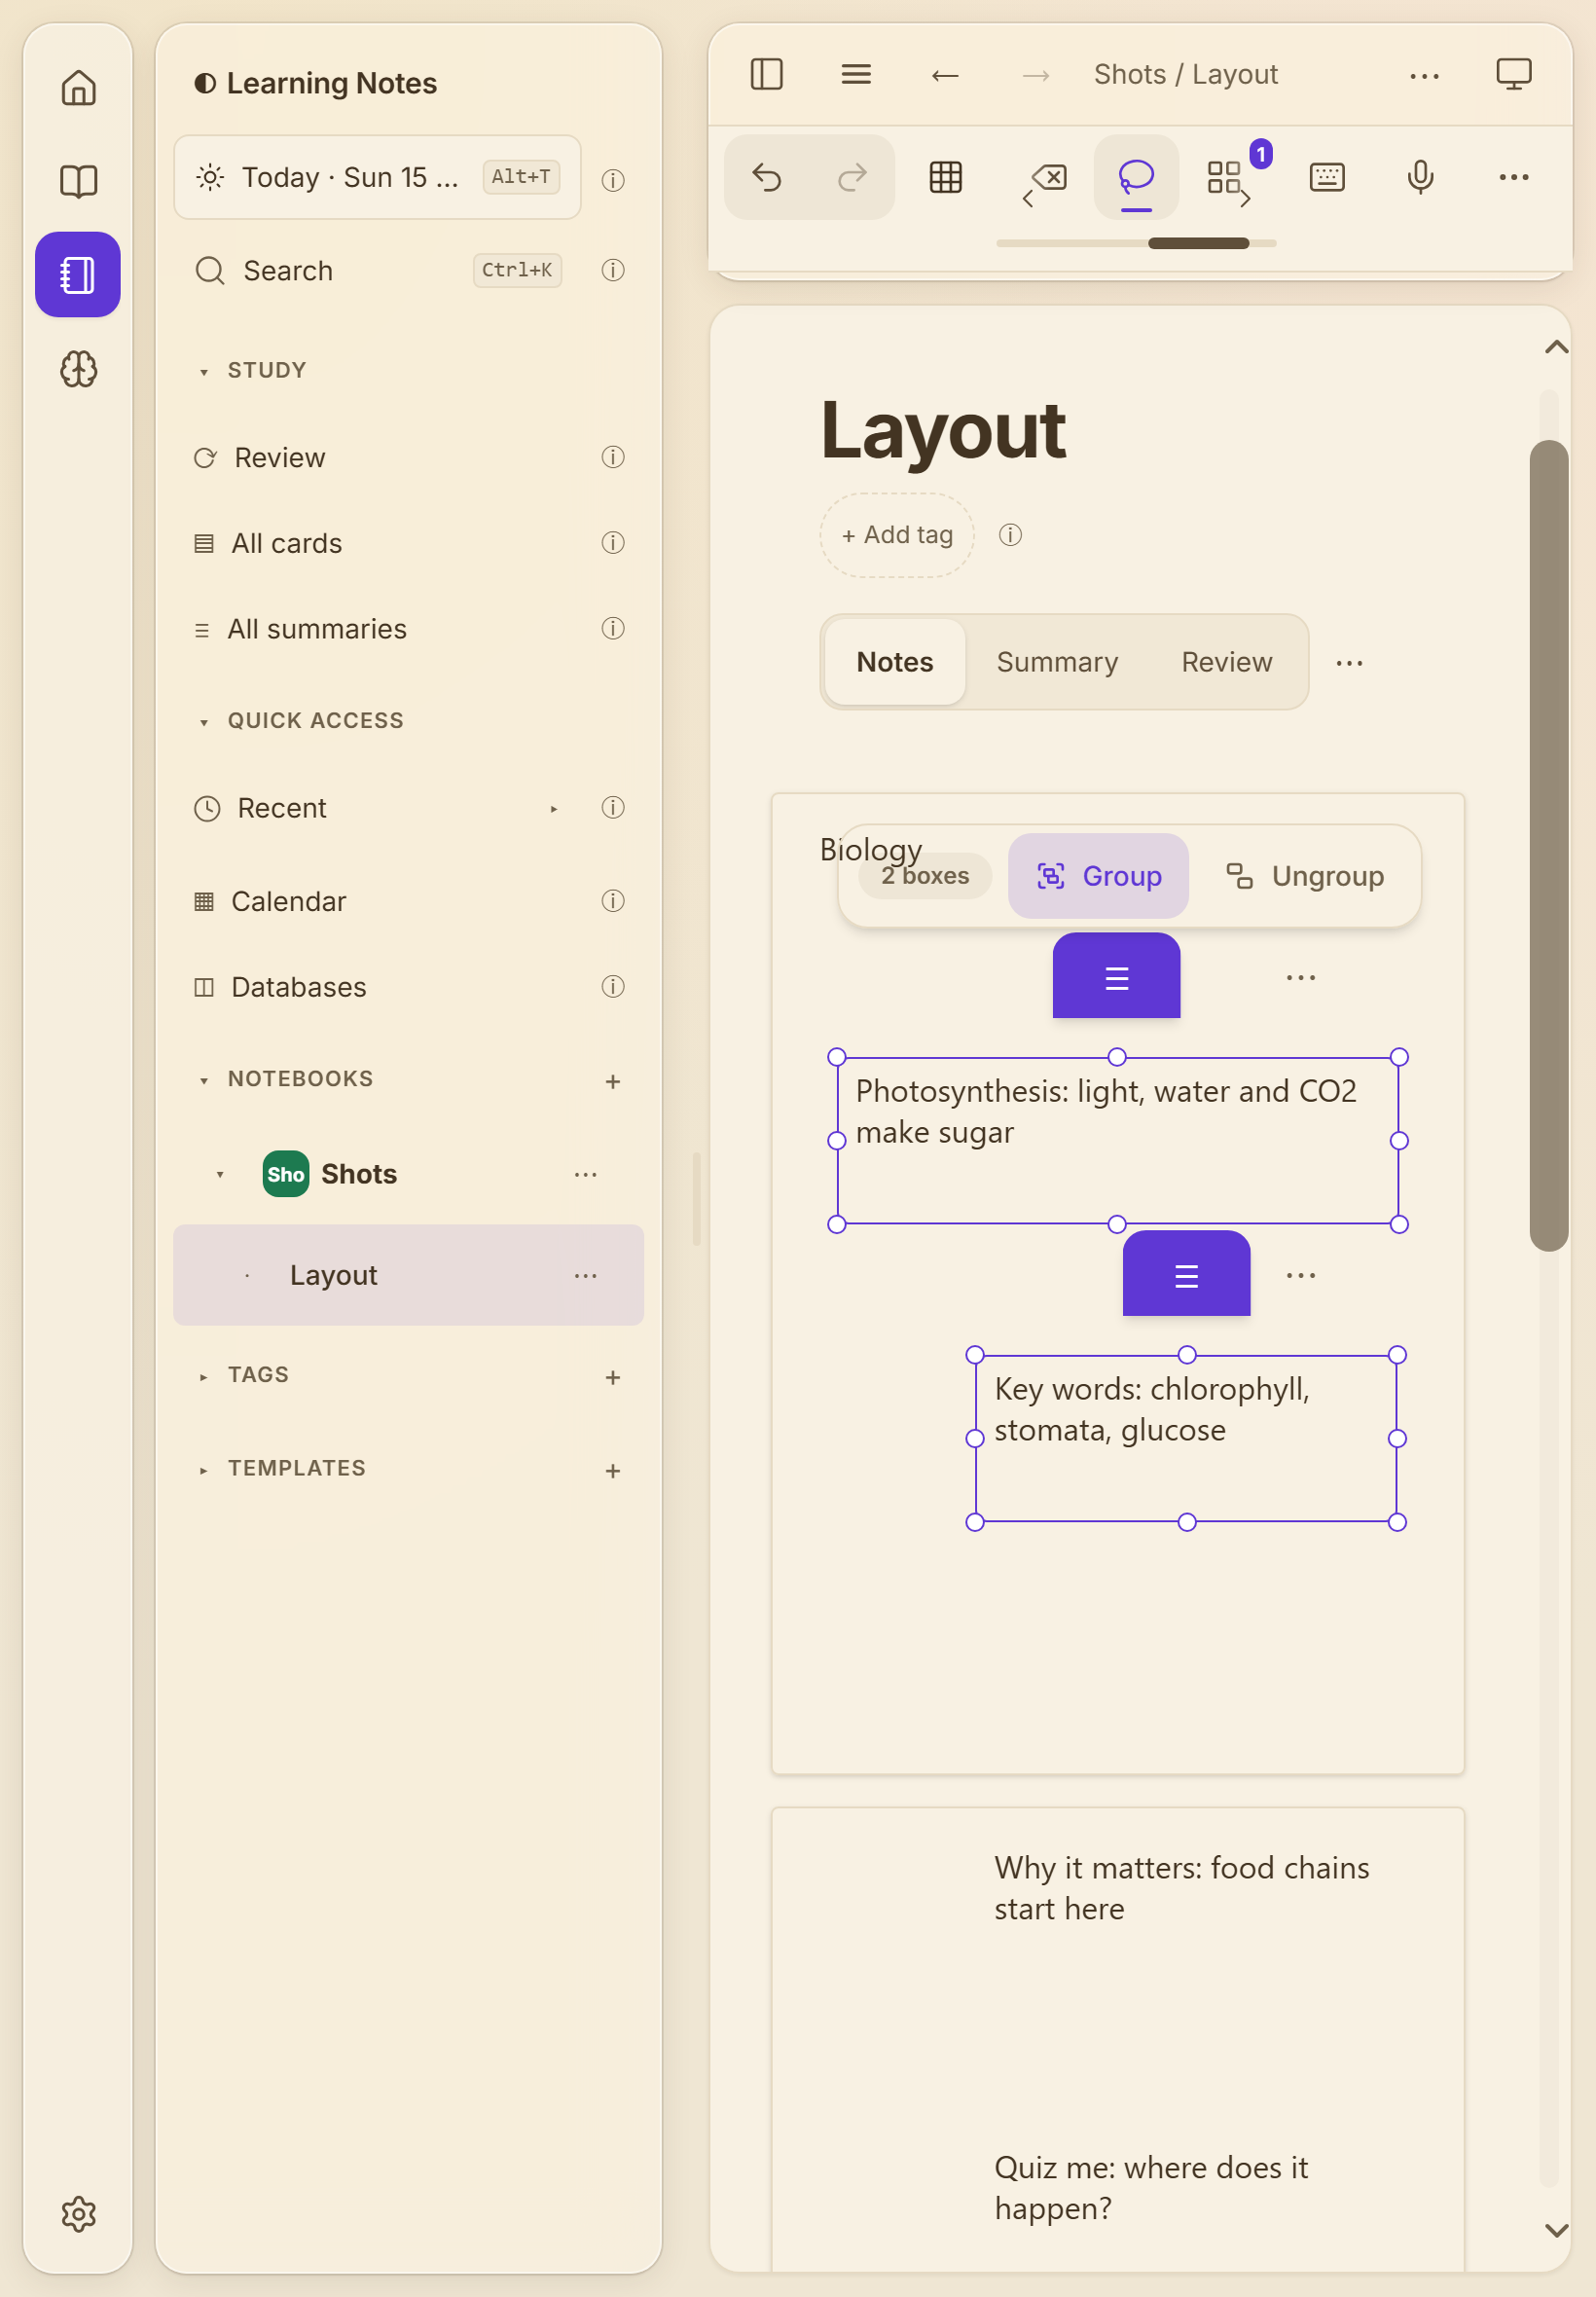 Learning Notes
Today · Sun 15 ... Alt+T
Search Ctrl+K
STUDY
Review
All cards
All summaries
QUICK ACCESS
Recent
Calendar
Databases
NOTEBOOKS +
Sho Shots ...
Layout ...
TAGS +
TEMPLATES +
Shots / Layout
1
Layout
+ Add tag
Notes Summary Review ...
Biology
2 boxes Group Ungroup
Photosynthesis: light, water and CO2
make sugar
Key words: chlorophyll,
stomata, glucose
Why it matters: food chains
start here
Quiz me: where does it
happen?